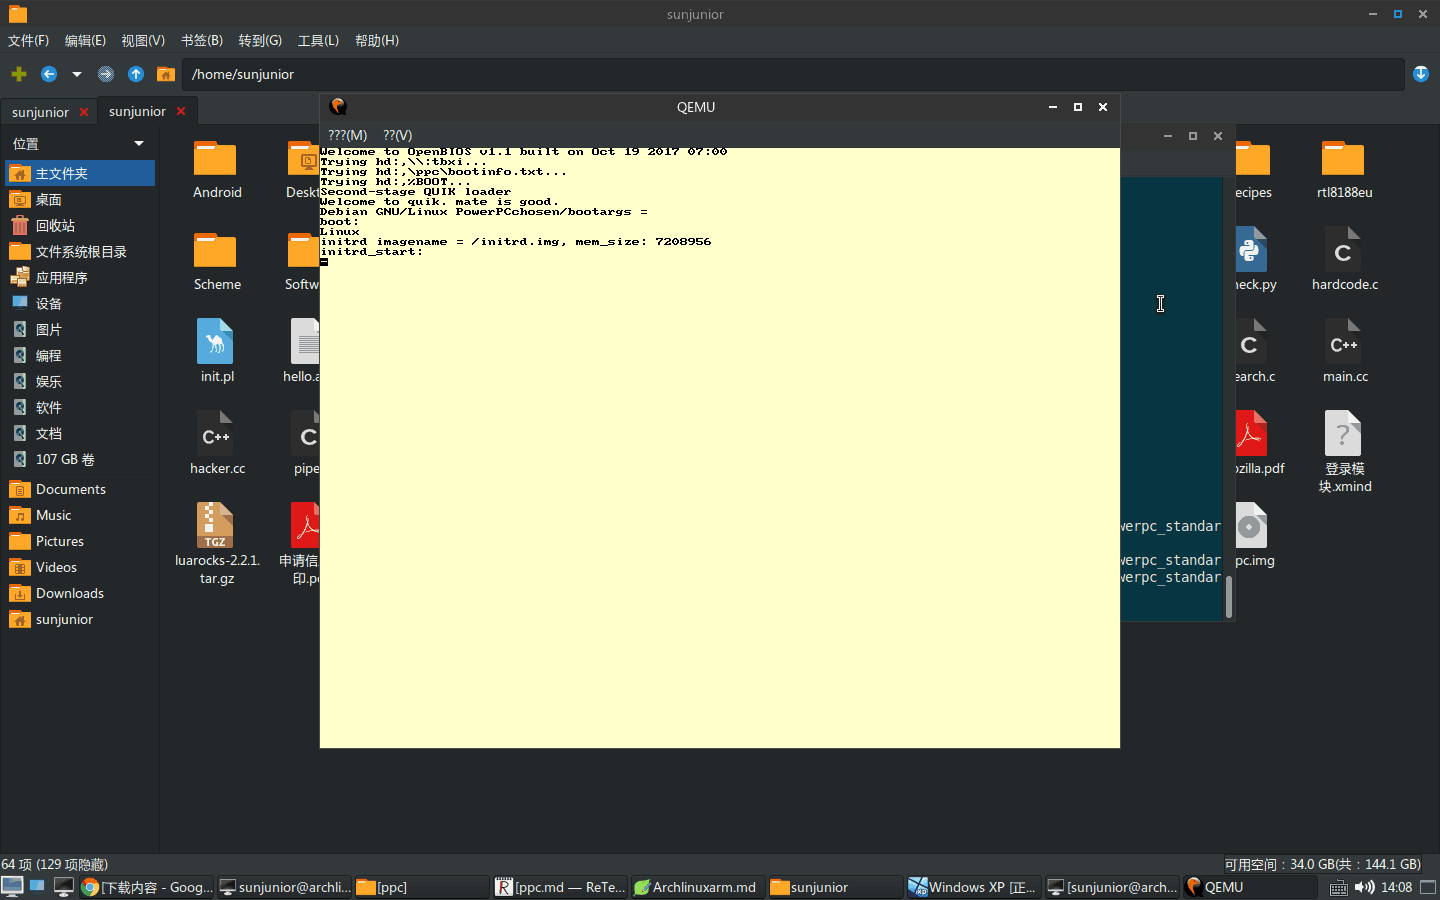 sunjunior
文件(F) 编辑(E) 视图(V) 书签(B) 转到(G) 工具(L) 帮助(H)
/home/sunjunior
sunjunior sunjunior
QEMU
???(M) ??(V)
Welcome to OpenBIOS v1.1 built on Oct 19 2017 07:00
Trying hd:,\\:tbxi...
Trying hd:,\ppc\bootinfo.txt...
Trying hd:,%BOOT...
Second-stage QUIK loader
Welcome to quik. mate is good.
Debian GNU/Linux PowerPCchosen/bootargs =
boot:
Linux
initrd imagename = /initrd.img, mem_size: 7208956
initrd_start:
位置
主文件夹
桌面
回收站
文件系统根目录
应用程序
设备
图片
编程
娱乐
软件
文档
107 GB 卷
Documents
Music
Pictures
Videos
Downloads
sunjunior
Android Deskt ecipes rtl8188eu
Scheme Softw heck.py hardcode.c
init.pl hello.a earch.c main.cc
hacker.cc pipe ozilla.pdf 登录模
块.xmind
TGZ
luarocks-2.2.1.
tar.gz
申请信
印.p
pc.img
C C C++ C++ C
werpc_standar
werpc_standar
werpc_standar
64 项 (129 项隐藏) 可用空间：34.0 GB(共：144.1 GB)
[下载内容 - Goog... sunjunior@archli... [ppc] [ppc.md — ReTe... Archlinuxarm.md sunjunior Windows XP [正... [sunjunior@arch... QEMU 14:08